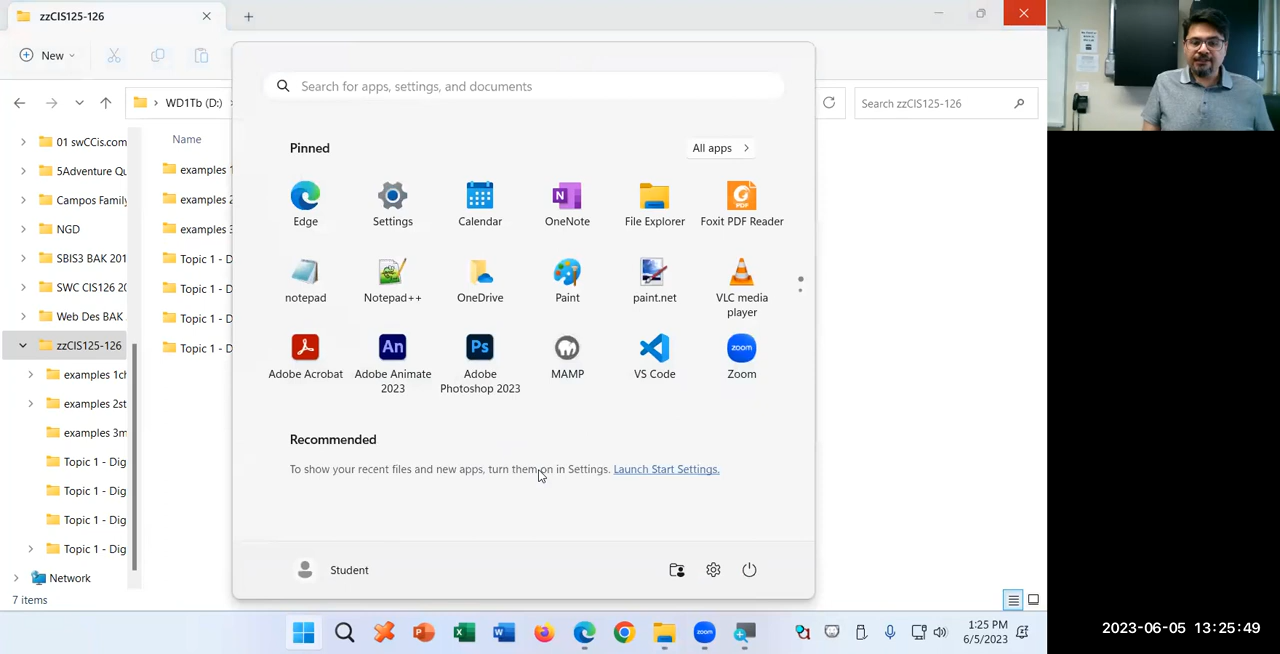 zzCIS125-126
New
WD1Tb (D:)
Search zzCIS125-126
01 swCCis.com
5Adventure Qu
Campos Family
NGD
SBIS3 BAK 201
SWC CIS126 20
Web Des BAK
zzCIS125-126
examples 1ch
examples 2st
examples 3m
Topic 1 - Dig
Topic 1 - Dig
Topic 1 - Dig
Topic 1 - Dig
Network
7 items
Name
examples 1
examples 2
examples 3
Topic 1 - D
Topic 1 - D
Topic 1 - D
Topic 1 - D
Search for apps, settings, and documents
Pinned
All apps
Edge
Settings
Calendar
OneNote
File Explorer
Foxit PDF Reader
notepad
Notepad++
OneDrive
Paint
paint.net
VLC media
player
Adobe Acrobat
Adobe Animate
2023
Adobe
Photoshop 2023
MAMP
VS Code
Zoom
Recommended
To show your recent files and new apps, turn them on in Settings. Launch Start Settings.
Student
1:25 PM
6/5/2023
2023-06-05 13:25:49